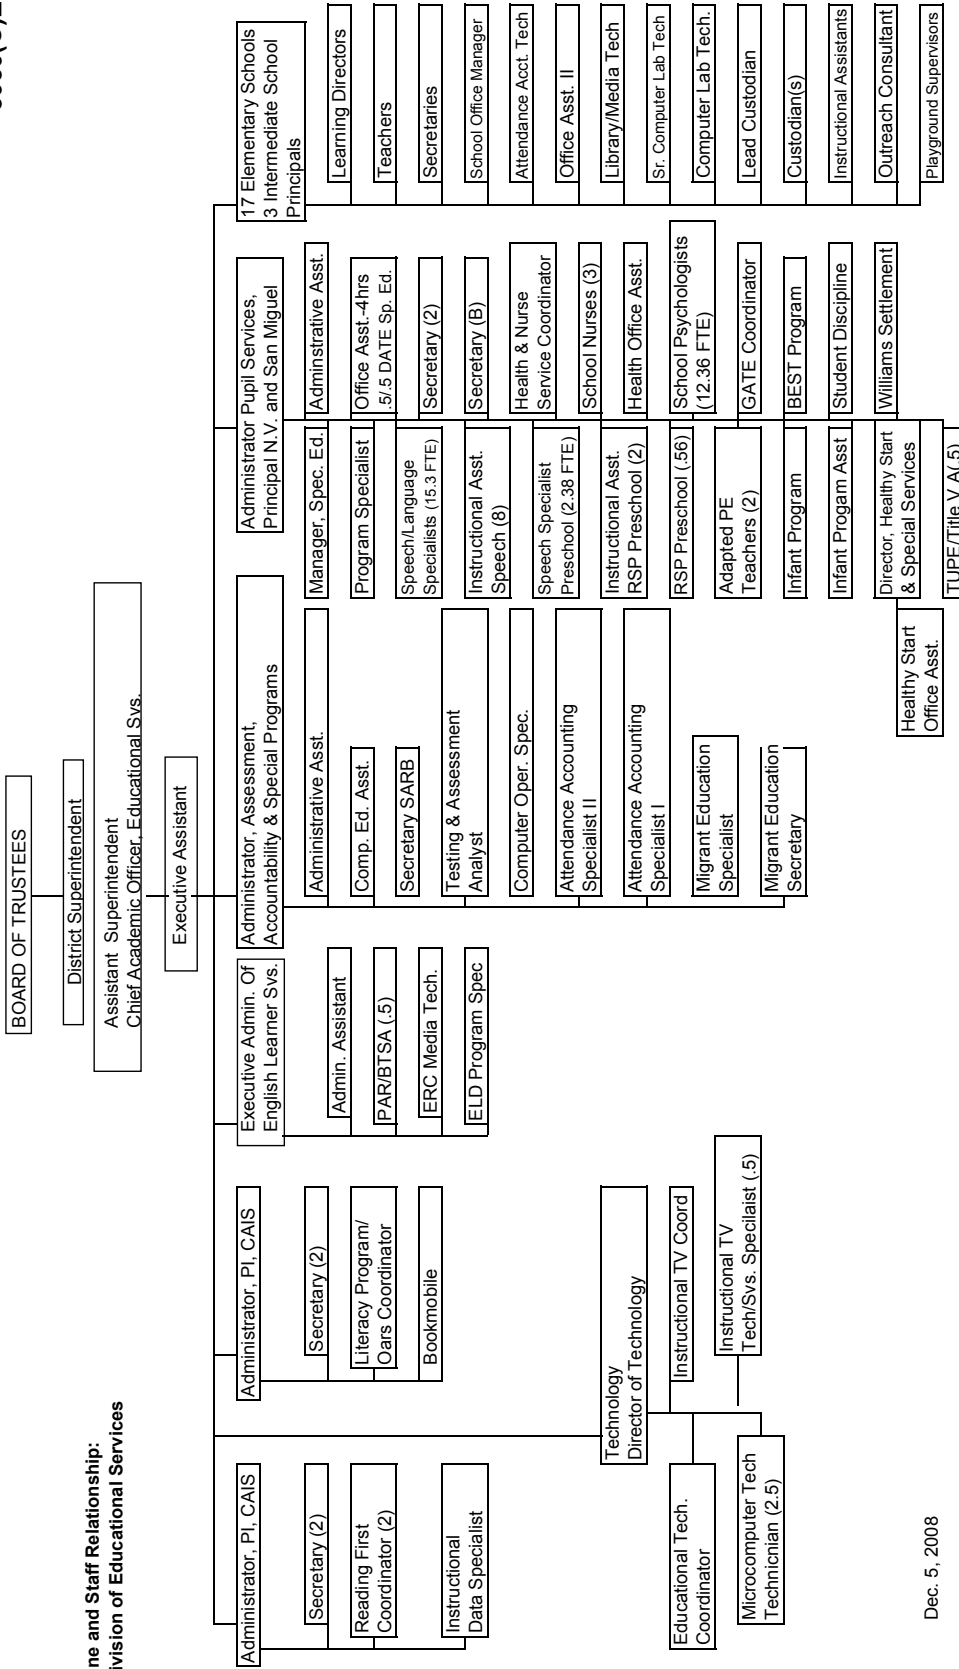 ne and Staff Relationship:
ivision of Educational Services
BOARD OF TRUSTEES
District Superintendent
Assistant Superintendent
Chief Academic Officer, Educational Svs.
Executive Assistant
Administrator, PI, CAIS
Secretary (2)
Reading First
Coordinator (2)
Instructional
Data Specialist
Administrator, PI, CAIS
Secretary (2)
Literacy Program/
Oars Coordinator
Bookmobile
Technology
Director of Technology
Educational Tech.
Coordinator
Microcomputer Tech
Technicnian (2.5)
Instructional TV Coord
Instructional TV
Tech/Svs. Specilaist (.5)
Executive Admin. Of
English Learner Svs.
Admin. Assistant
PAR/BTSA (.5)
ERC Media Tech.
ELD Program Spec
Administrator, Assessment,
Accountability & Special Programs
Administrative Asst.
Comp. Ed. Asst.
Secretary SARB
Testing & Assessment
Analyst
Computer Oper. Spec.
Attendance Accounting
Specialist II
Attendance Accounting
Specialist I
Migrant Education
Specialist
Migrant Education
Secretary
Administrator Pupil Services,
Principal N.V. and San Miguel
Manager, Spec. Ed.
Program Specialist
Speech/Language
Specialists (15.3 FTE)
Instructional Asst.
Speech (8)
Speech Specialist
Preschool (2.38 FTE)
Instructional Asst.
RSP Preschool (2)
RSP Preschool (.56)
Adapted PE
Teachers (2)
Infant Program
Infant Progam Asst
Director, Healthy Start
& Special Services
TUPE/Title V A(.5)
Healthy Start
Office Asst.
Administrative Asst.
Office Asst.-4hrs
.5/.5 DATE Sp. Ed.
Secretary (2)
Secretary (B)
Health & Nurse
Service Coordinator
School Nurses (3)
Health Office Asst.
School Psychologists
(12.36 FTE)
GATE Coordinator
BEST Program
Student Discipline
Williams Settlement
17 Elementary Schools
3 Intermediate School
Principals
Learning Directors
Teachers
Secretaries
School Office Manager
Attendance Acct. Tech
Office Asst. II
Library/Media Tech
Sr. Computer Lab Tech
Computer Lab Tech.
Lead Custodian
Custodian(s)
Instructional Assistants
Outreach Consultant
Playground Supervisors
Dec. 5, 2008